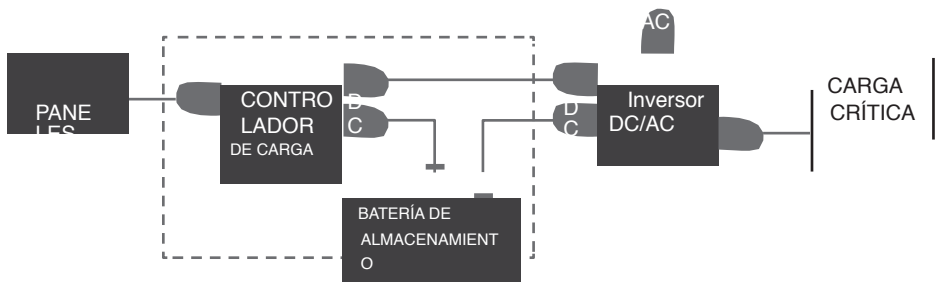 AC
PANE
LES
CONTRO
LADOR
DE CARGA
D
C
D
C
Inversor
DC/AC
CARGA
CRÍTICA
BATERÍA DE
ALMACENAMIENT
O